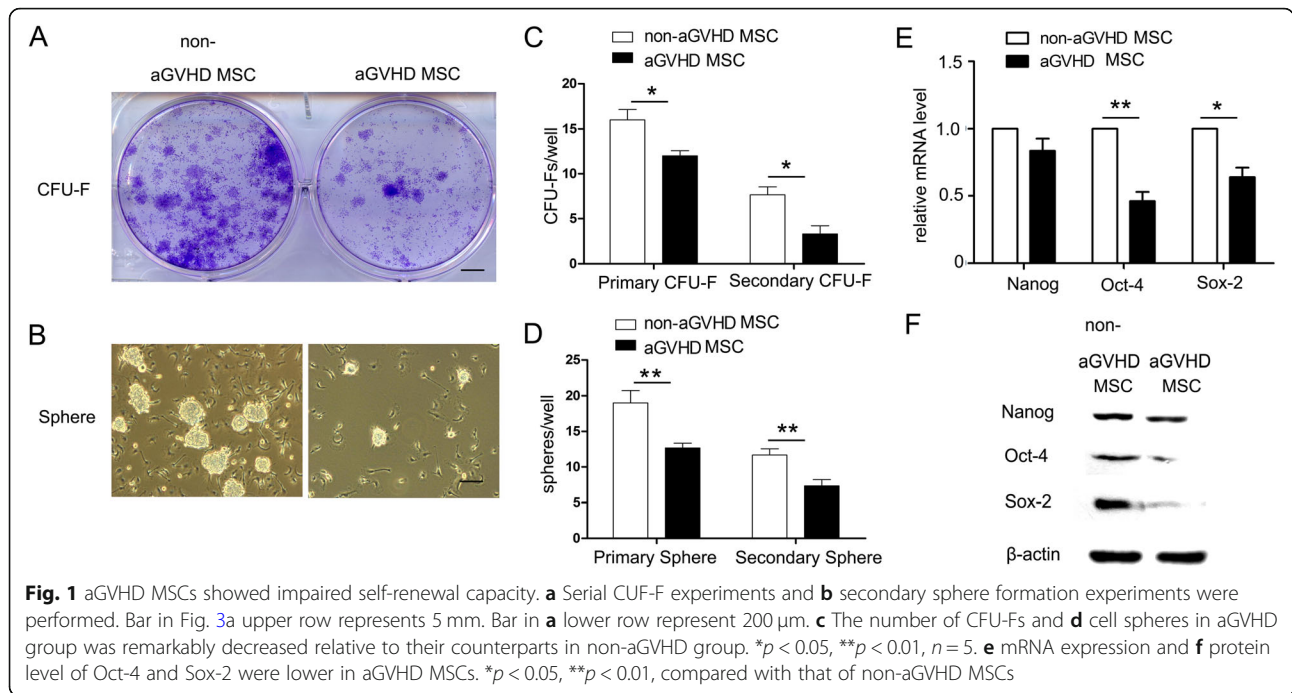 A
non-
aGVHD MSC
aGVHD MSC
CFU-F
B
Sphere
C
non-aGVHD MSC
aGVHD MSC
CFU-Fs/well
20
15
10
5
0
*
*
Primary CFU-F
Secondary CFU-F
D
non-aGVHD MSC
aGVHD MSC
spheres/well
25
20
15
10
5
0
**
**
Primary Sphere
Secondary Sphere
E
non-aGVHD MSC
aGVHD MSC
relative mRNA level
1.5
1.0
0.5
0
**
*
Nanog
Oct-4
Sox-2
F
non-
aGVHD aGVHD
MSC MSC
Nanog
Oct-4
Sox-2
β-actin
Fig. 1 aGVHD MSCs showed impaired self-renewal capacity. a Serial CUF-F experiments and b secondary sphere formation experiments were
performed. Bar in Fig. 3a upper row represents 5 mm. Bar in a lower row represent 200 μm. c The number of CFU-Fs and d cell spheres in aGVHD
group was remarkably decreased relative to their counterparts in non-aGVHD group. *p < 0.05, **p < 0.01, n = 5. e mRNA expression and f protein
level of Oct-4 and Sox-2 were lower in aGVHD MSCs. *p < 0.05, **p < 0.01, compared with that of non-aGVHD MSCs